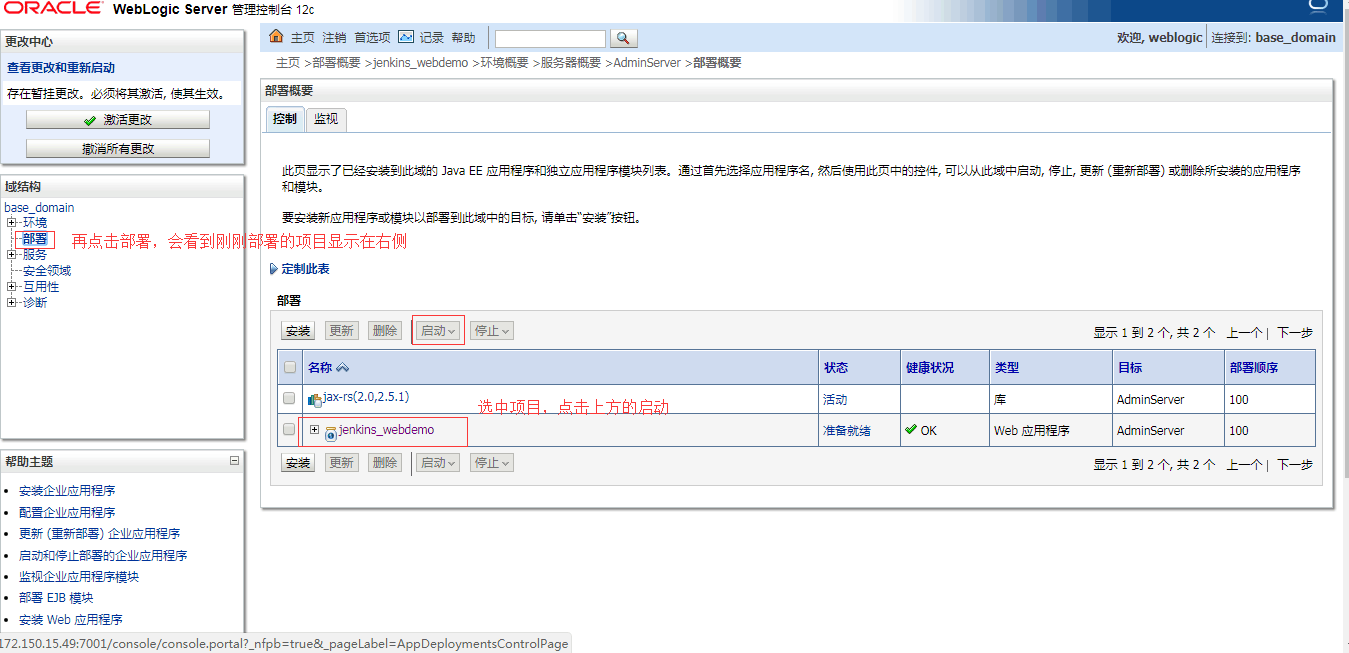 ORACLE WebLogic Server 管理控制台 12c
更改中心
查看更改和重新启动
存在暂挂更改。必须将其激活, 使其生效。
激活更改
撤消所有更改
域结构
base_domain
环境
部署
再点击部署，会看到刚刚部署的项目显示在右侧
服务
安全领域
互用性
诊断
帮助主题
安装企业应用程序
配置企业应用程序
更新 (重新部署) 企业应用程序
启动和停止部署的企业应用程序
监视企业应用程序模块
部署 EJB 模块
安装 Web 应用程序
主页 注销 首选项 记录 帮助
欢迎, weblogic 连接到: base_domain
主页 >部署概要 >jenkins_webdemo >环境概要 >服务器概要 >AdminServer >部署概要
部署概要
控制 监视
此页显示了已经安装到此域的 Java EE 应用程序和独立应用程序模块列表。通过首先选择应用程序名, 然后使用此页中的控件, 可以从此域中启动, 停止, 更新 (重新部署) 或删除所安装的应用程序
和模块。
要安装新应用程序或模块以部署到此域中的目标, 请单击“安装”按钮。
定制此表
部署
安装 更新 删除 启动 停止 显示 1 到 2 个, 共 2 个 上一个 | 下一步
名称 状态 健康状况 类型 目标 部署顺序
jax-rs(2.0,2.5.1) 活动 库 AdminServer 100
选中项目，点击上方的启动
jenkins_webdemo 准备就绪 OK Web 应用程序 AdminServer 100
安装 更新 删除 启动 停止 显示 1 到 2 个, 共 2 个 上一个 | 下一步
172.150.15.49:7001/console/console.portal?_nfpb=true&_pageLabel=AppDeploymentsControlPage